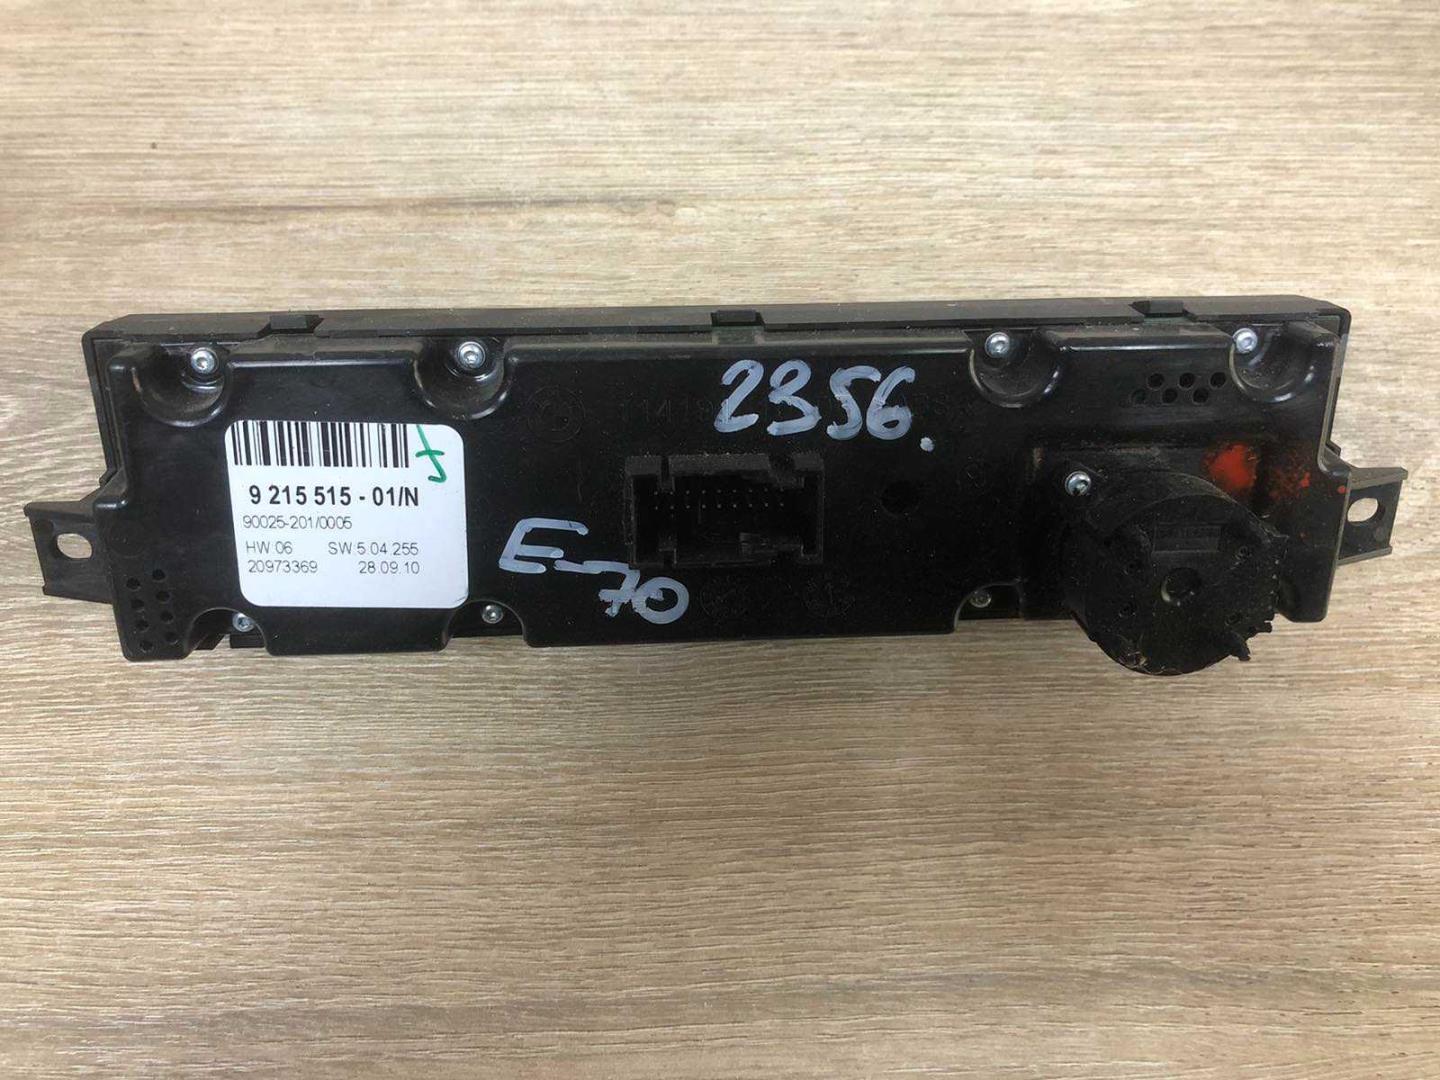 2356.
9 215 515 - 01/N
90025-201/0005
HW:06 SW:5.04.255
20973369 28.09.10
E-70